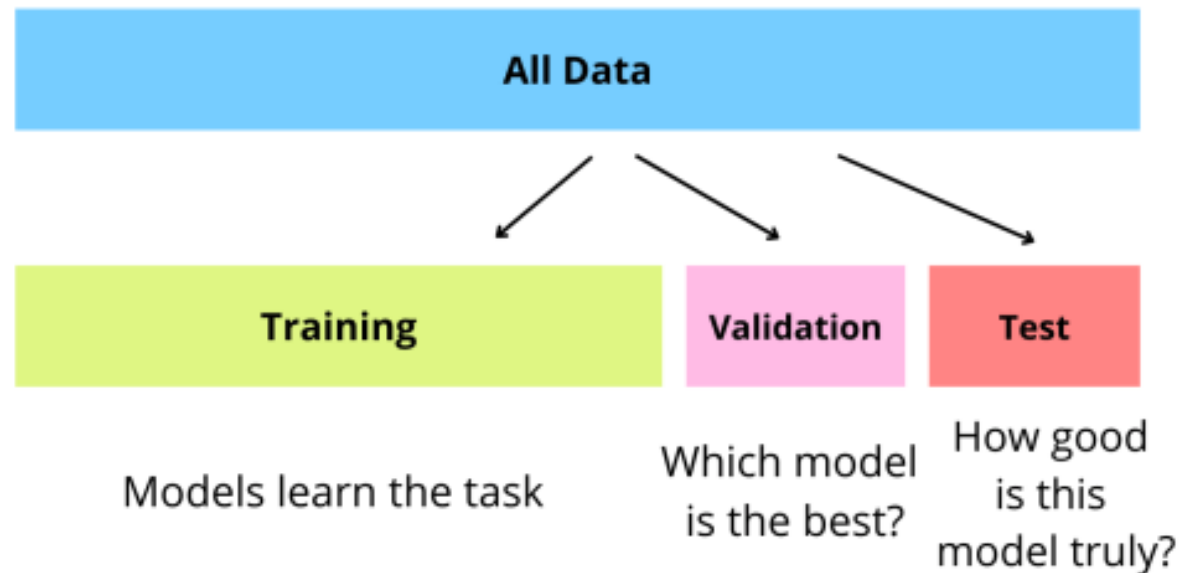 All Data
Training
Validation
Test
Models learn the task
Which model
is the best?
How good
is this
model truly?